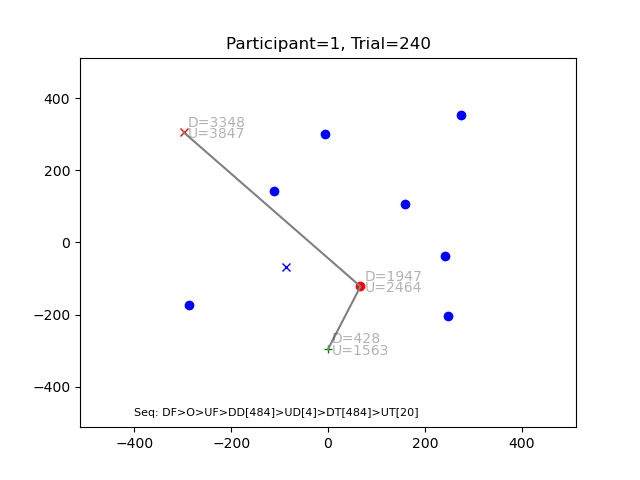 Participant=1, Trial=240
D=3348
U=3847
D=1947
U=2464
D=428
U=1563
Seq: DF>O>UF>DD[484]>UD[4]>DT[484]>UT[20]
400
200
0
−200
−400
−400
−200
0
200
400